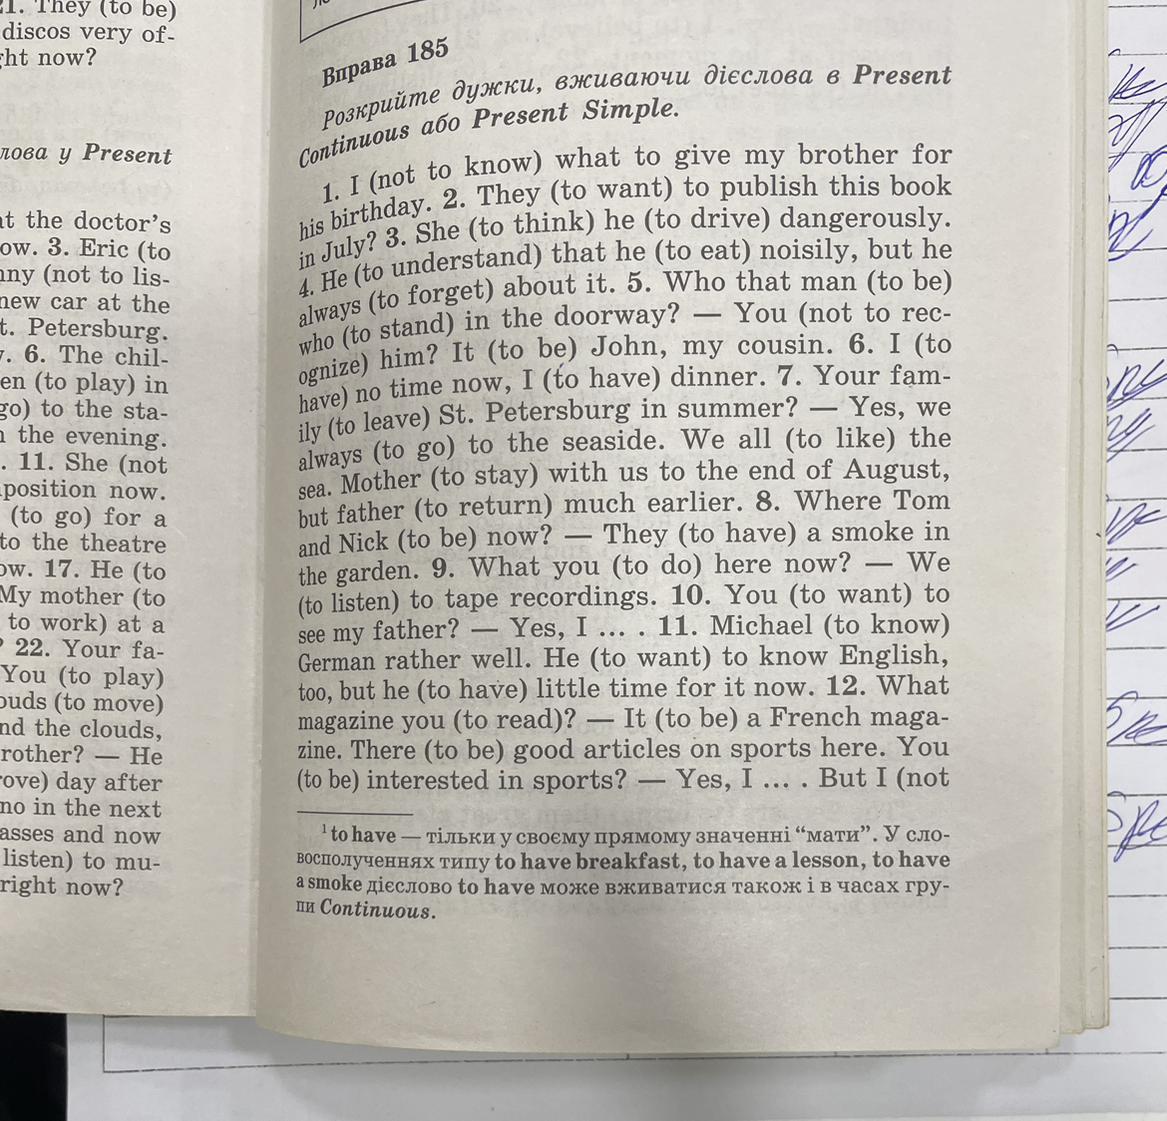 21. They (to be)
discos very of-
ght now?
лова у Present
at the doctor's
ow. 3. Eric (to
nny (not to lis-
new car at the
t. Petersburg.
. 6. The chil-
en (to play) in
go) to the sta-
the evening.
. 11. She (not
position now.
(to go) for a
to the theatre
ow. 17. He (to
My mother (to
to work) at a
? 22. Your fa-
You (to play)
ouds (to move)
nd the clouds,
rother? — He
ove) day after
no in the next
asses and now
listen) to mu-
right now?
Вправа 185
Розкрийте дужки, вживаючи дієслова в Present
Continuous або Present Simple.
1. I (not to know) what to give my brother for
his birthday. 2. They (to want) to publish this book
in July? 3. She (to think) he (to drive) dangerously.
4. He (to understand) that he (to eat) noisily, but he
always (to forget) about it. 5. Who that man (to be)
who (to stand) in the doorway? — You (not to rec-
ognize) him? It (to be) John, my cousin. 6. I (to
have) no time now, I (to have) dinner. 7. Your fam-
ily (to leave) St. Petersburg in summer? — Yes, we
always (to go) to the seaside. We all (to like) the
sea. Mother (to stay) with us to the end of August,
but father (to return) much earlier. 8. Where Tom
and Nick (to be) now? — They (to have) a smoke in
the garden. 9. What you (to do) here now? — We
(to listen) to tape recordings. 10. You (to want) to
see my father? — Yes, I ... . 11. Michael (to know)
German rather well. He (to want) to know English,
too, but he (to have) little time for it now. 12. What
magazine you (to read)? — It (to be) a French maga-
zine. There (to be) good articles on sports here. You
(to be) interested in sports? — Yes, I ... . But I (not
¹ to have — тільки у своєму прямому значенні “мати”. У сло-
восполученнях типу to have breakfast, to have a lesson, to have
a smoke дієслово to have може вживатися також і в часах гру-
пи Continuous.